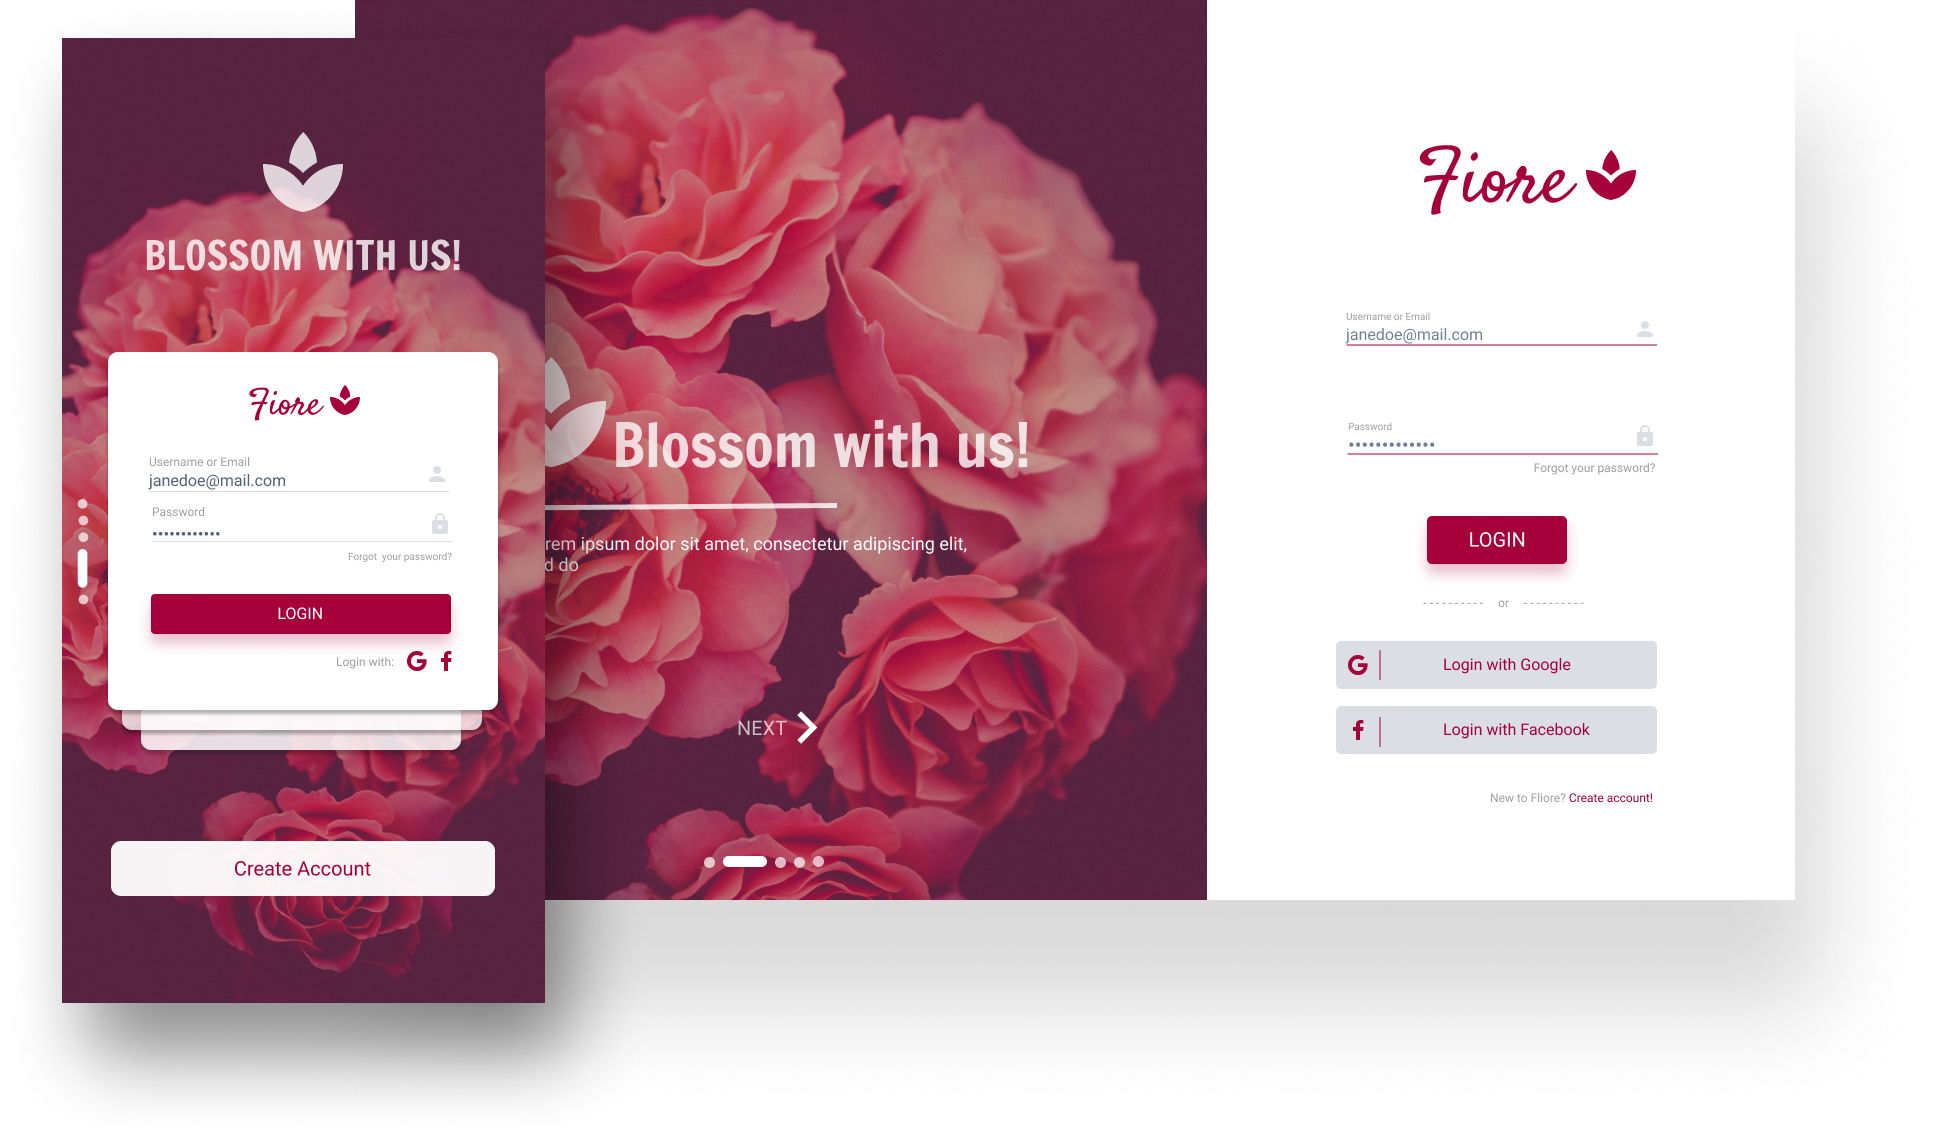 BLOSSOM WITH US!
Fiore
Username or Email
janedoe@mail.com
Password
••••••••••••
Forgot your password?
LOGIN
Login with:
Create Account
Blossom with us!
rem ipsum dolor sit amet, consectetur adipiscing elit,
d do
NEXT
Fiore
Username or Email
janedoe@mail.com
Password
•••••••••••••
Forgot your password?
LOGIN
or
Login with Google
Login with Facebook
New to Fliore? Create account!